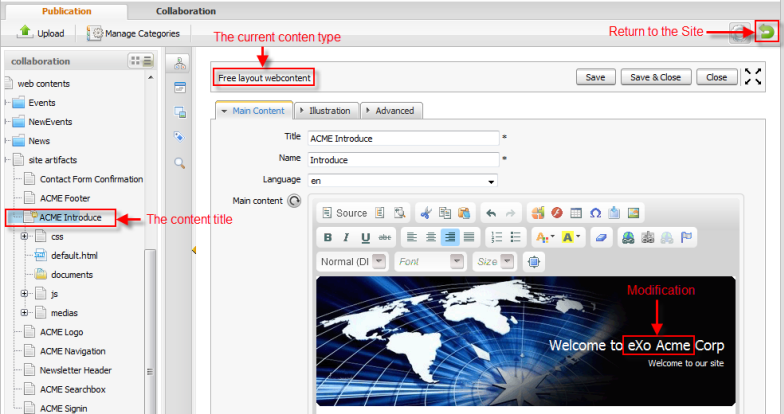 Publication Collaboration
Upload Manage Categories
The current conten type
Return to the Site
collaboration
web contents
Events
NewEvents
News
site artifacts
Contact Form Confirmation
ACME Footer
ACME Introduce
The content title
css
default.html
documents
js
medias
ACME Logo
ACME Navigation
Newsletter Header
ACME Searchbox
ACME Signin
Free layout webcontent
Save Save & Close Close
Main Content Illustration Advanced
Title ACME Introduce *
Name Introduce *
Language en
Main content
Source
B I U abc
Normal (DI Font Size
Modification
Welcome to eXo Acme Corp
Welcome to our site